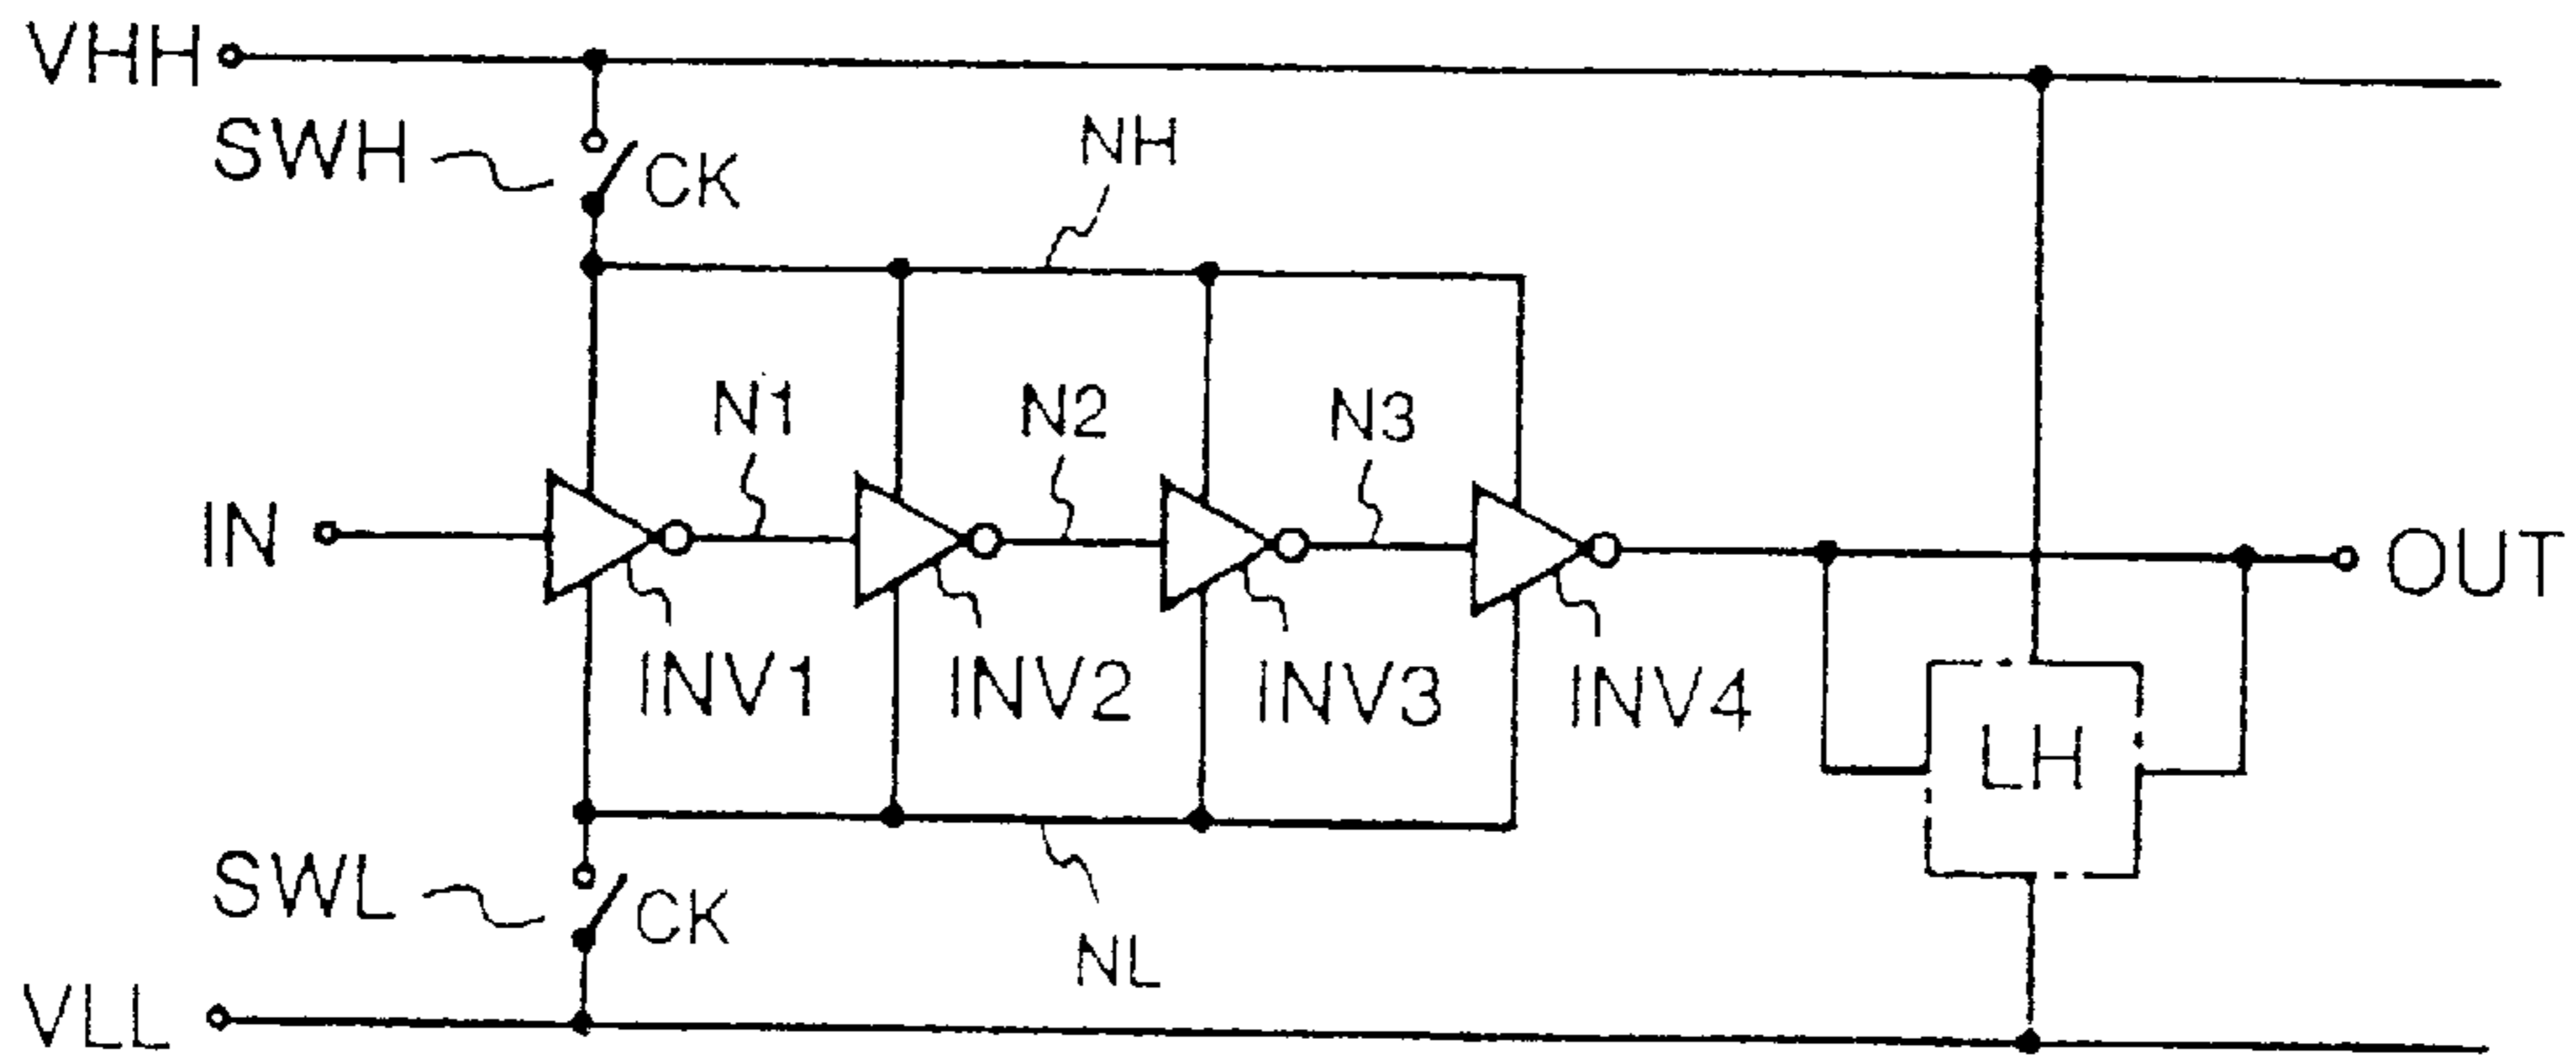 VHH
SWH
CK
NH
N1
N2
N3
IN
OUT
INV1
INV2
INV3
INV4
LH
SWL
CK
NL
VLL